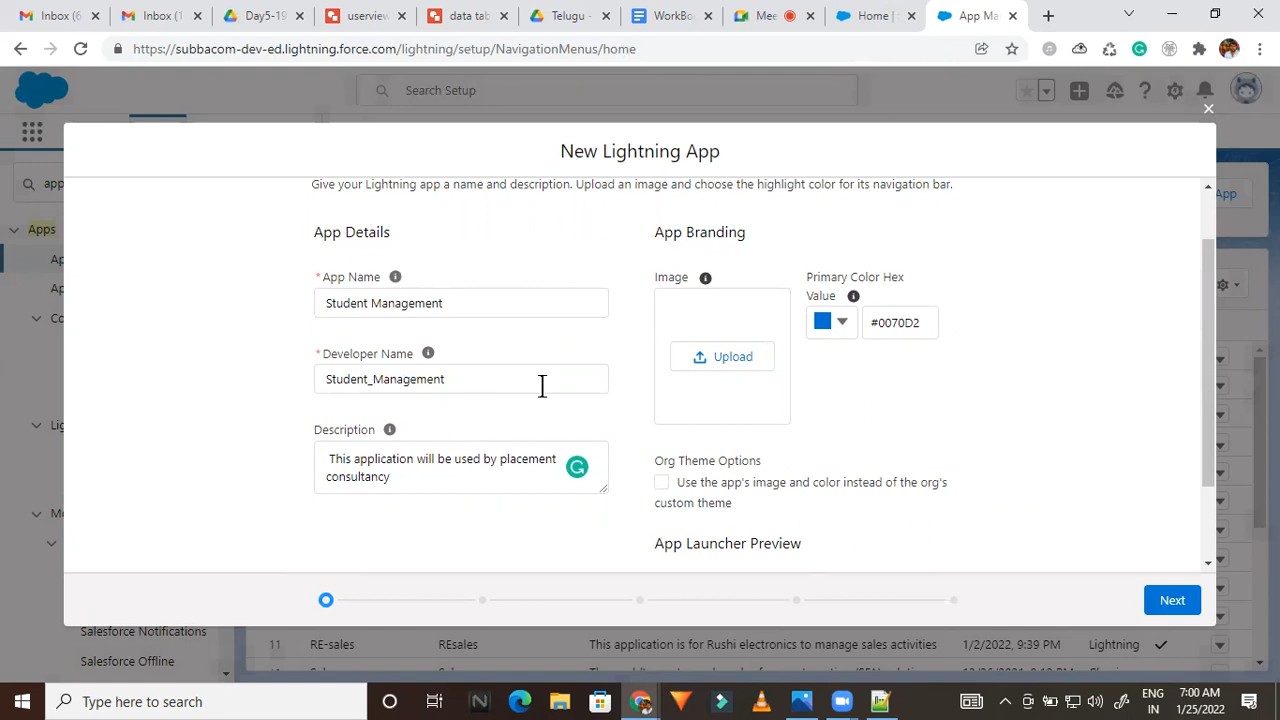 Inbox (6
Inbox (1
Day5-19
userview
data tab
Telugu -
WorkBo
Mee
Home |
App Ma
https://subbacom-dev-ed.lightning.force.com/lightning/setup/NavigationMenus/home
Search Setup
New Lightning App
app
App
Give your Lightning app a name and description. Upload an image and choose the highlight color for its navigation bar.
Apps
App Details
App Branding
Ap
* App Name
Image
Primary Color Hex
Value
Ap
Student Management
#0070D2
Co
* Developer Name
Upload
Student_Management
Lig
Description
This application will be used by placement
consultancy
Org Theme Options
Use the app's image and color instead of the org's
custom theme
Mo
App Launcher Preview
Next
Salesforce Notifications
11 RE-sales REsales This application is for Rushi electronics to manage sales activities 1/2/2022, 9:39 PM Lightning
Salesforce Offline
Type here to search
ENG
IN
7:00 AM
1/25/2022